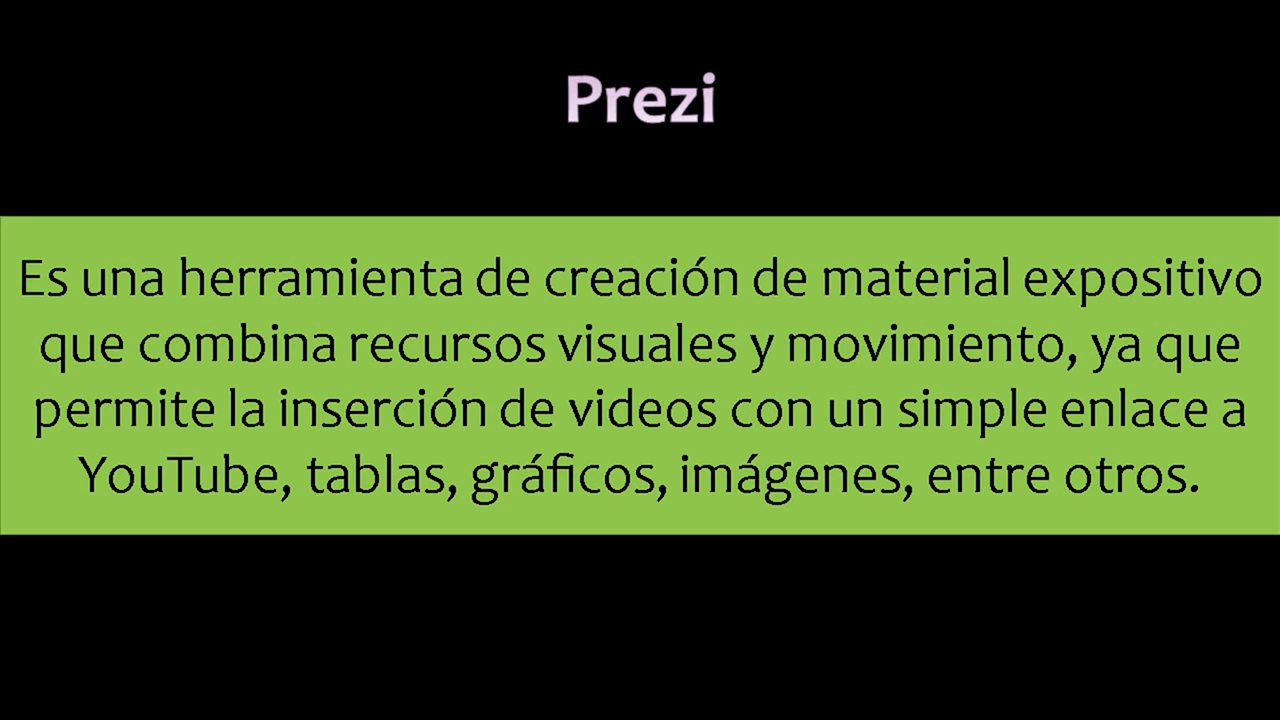 Prezi
Es una herramienta de creación de material expositivo
que combina recursos visuales y movimiento, ya que
permite la inserción de videos con un simple enlace a
YouTube, tablas, gráficos, imágenes, entre otros.